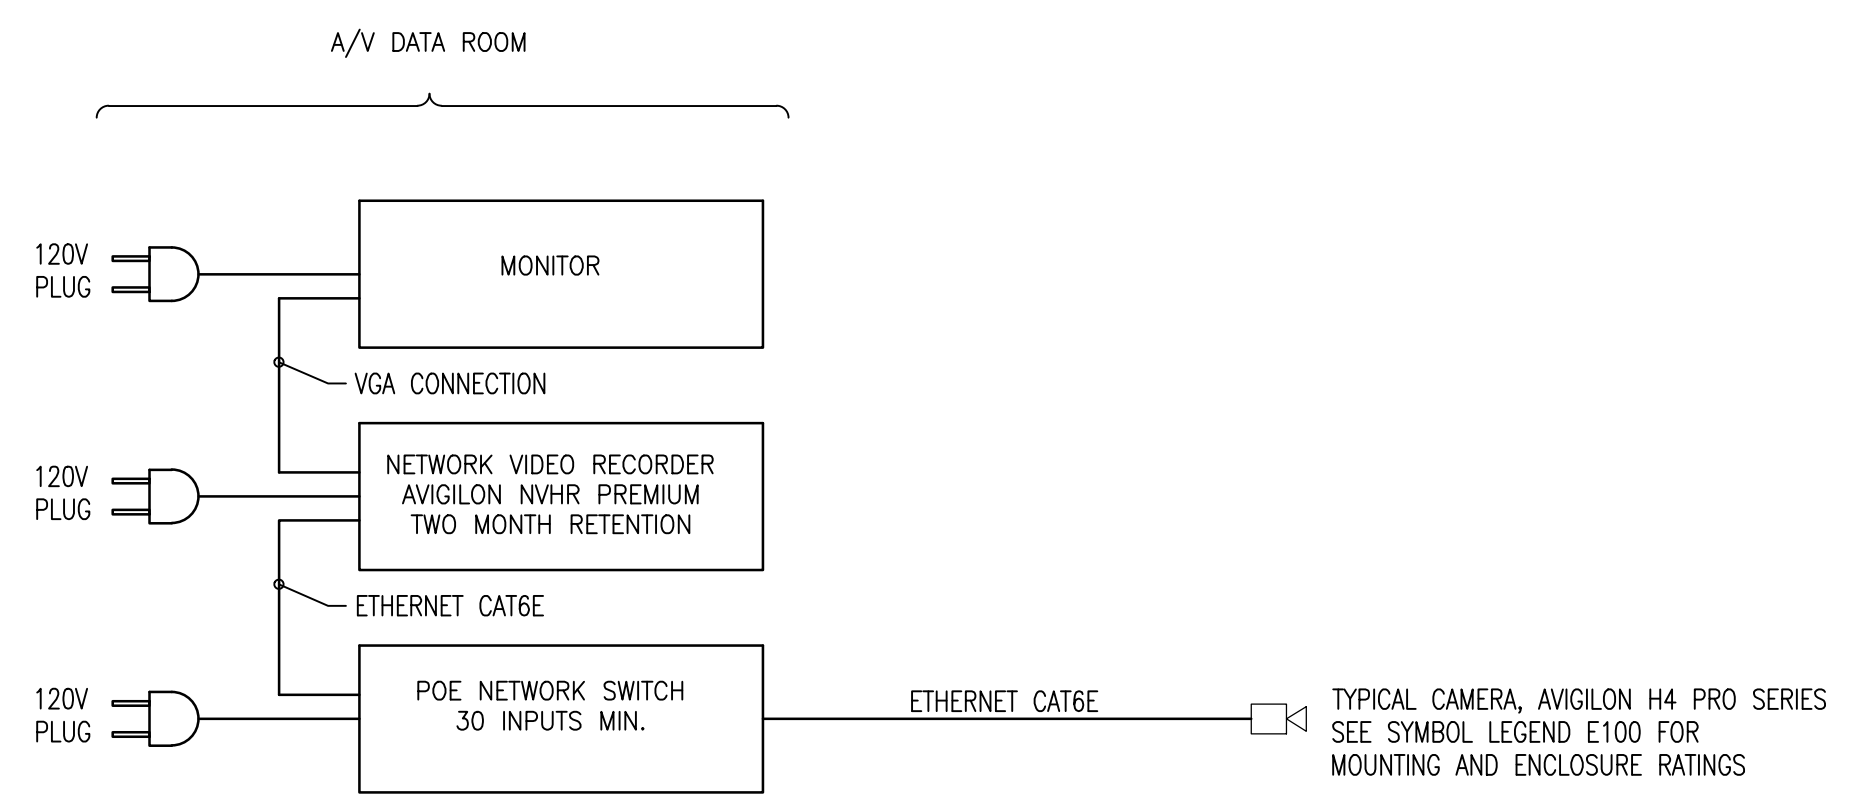 A/V DATA ROOM
120V
PLUG
MONITOR
VGA CONNECTION
120V
PLUG
NETWORK VIDEO RECORDER
AVIGILON NVHR PREMIUM
TWO MONTH RETENTION
ETHERNET CAT6E
120V
PLUG
POE NETWORK SWITCH
30 INPUTS MIN.
ETHERNET CAT6E
TYPICAL CAMERA, AVIGILON H4 PRO SERIES
SEE SYMBOL LEGEND E100 FOR
MOUNTING AND ENCLOSURE RATINGS